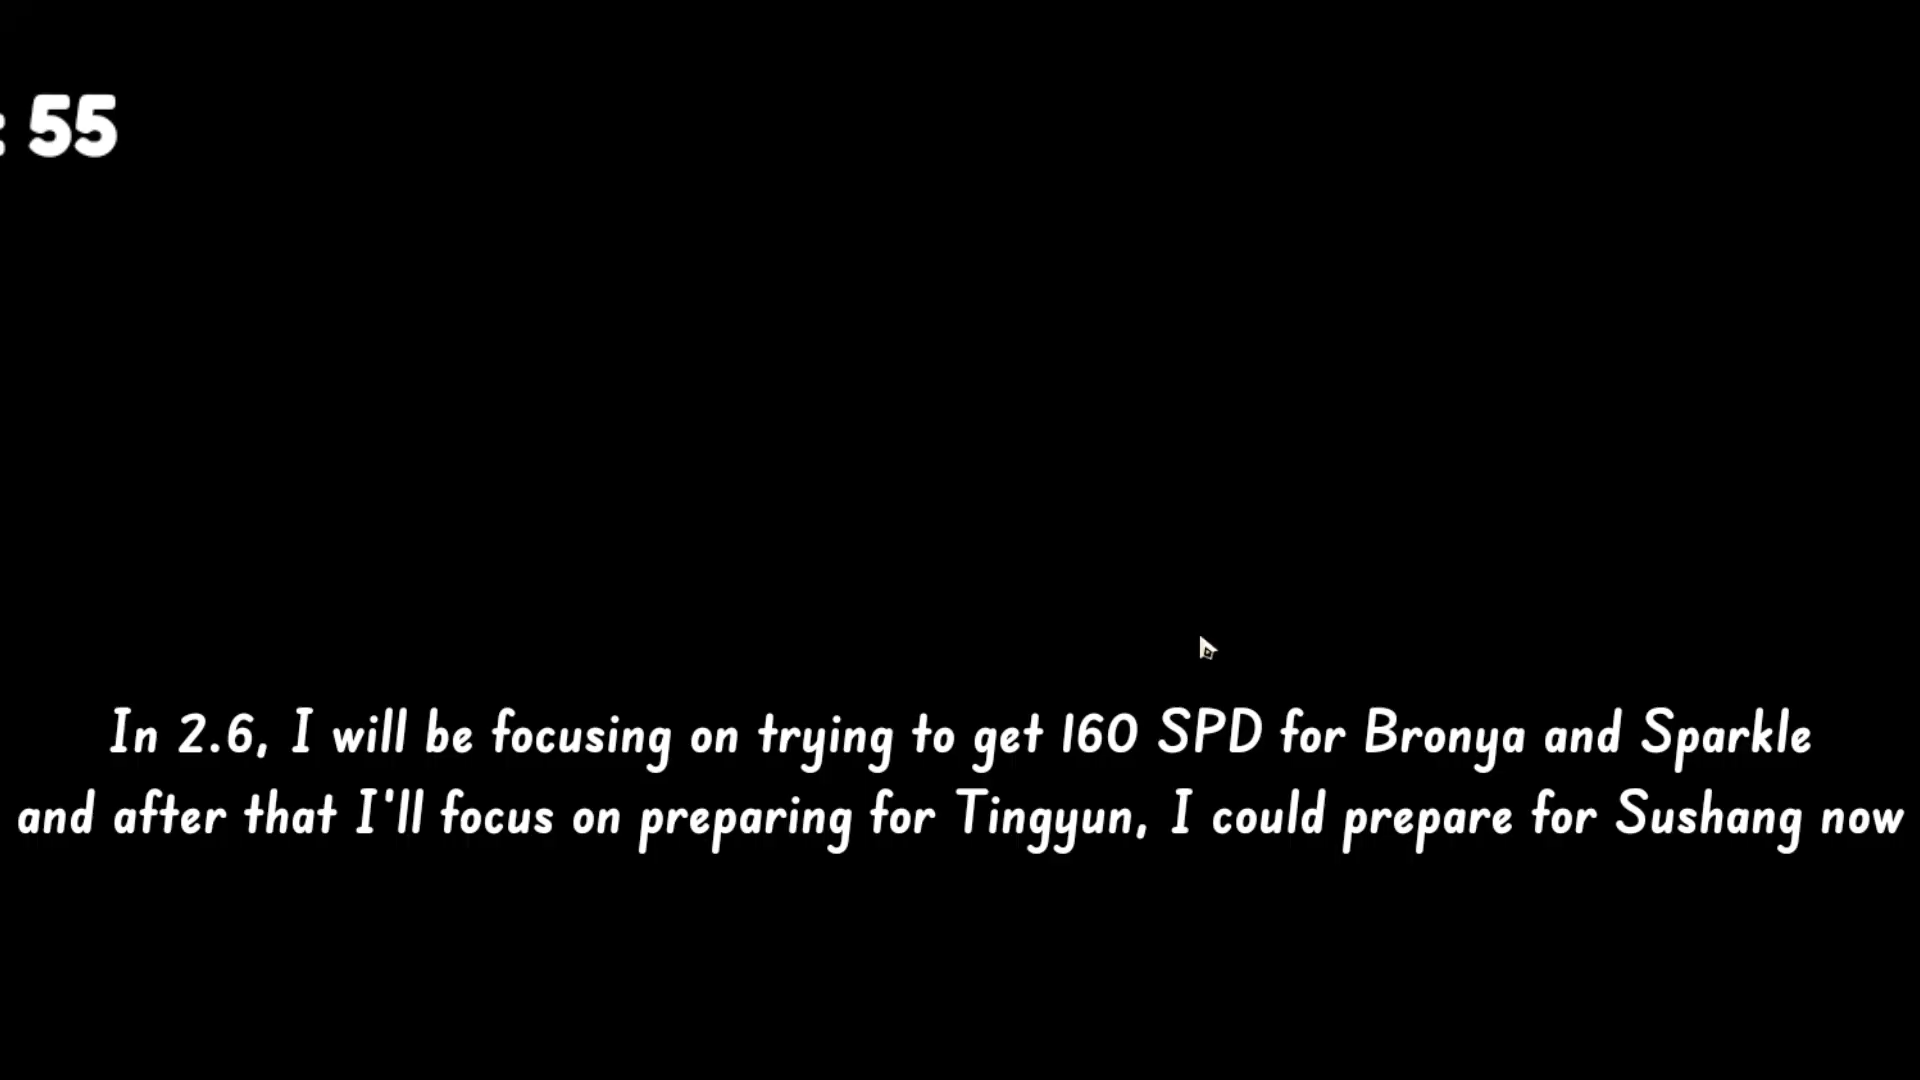 : 55
In 2.6, I will be focusing on trying to get 160 SPD for Bronya and Sparkle
and after that I'll focus on preparing for Tingyun, I could prepare for Sushang now